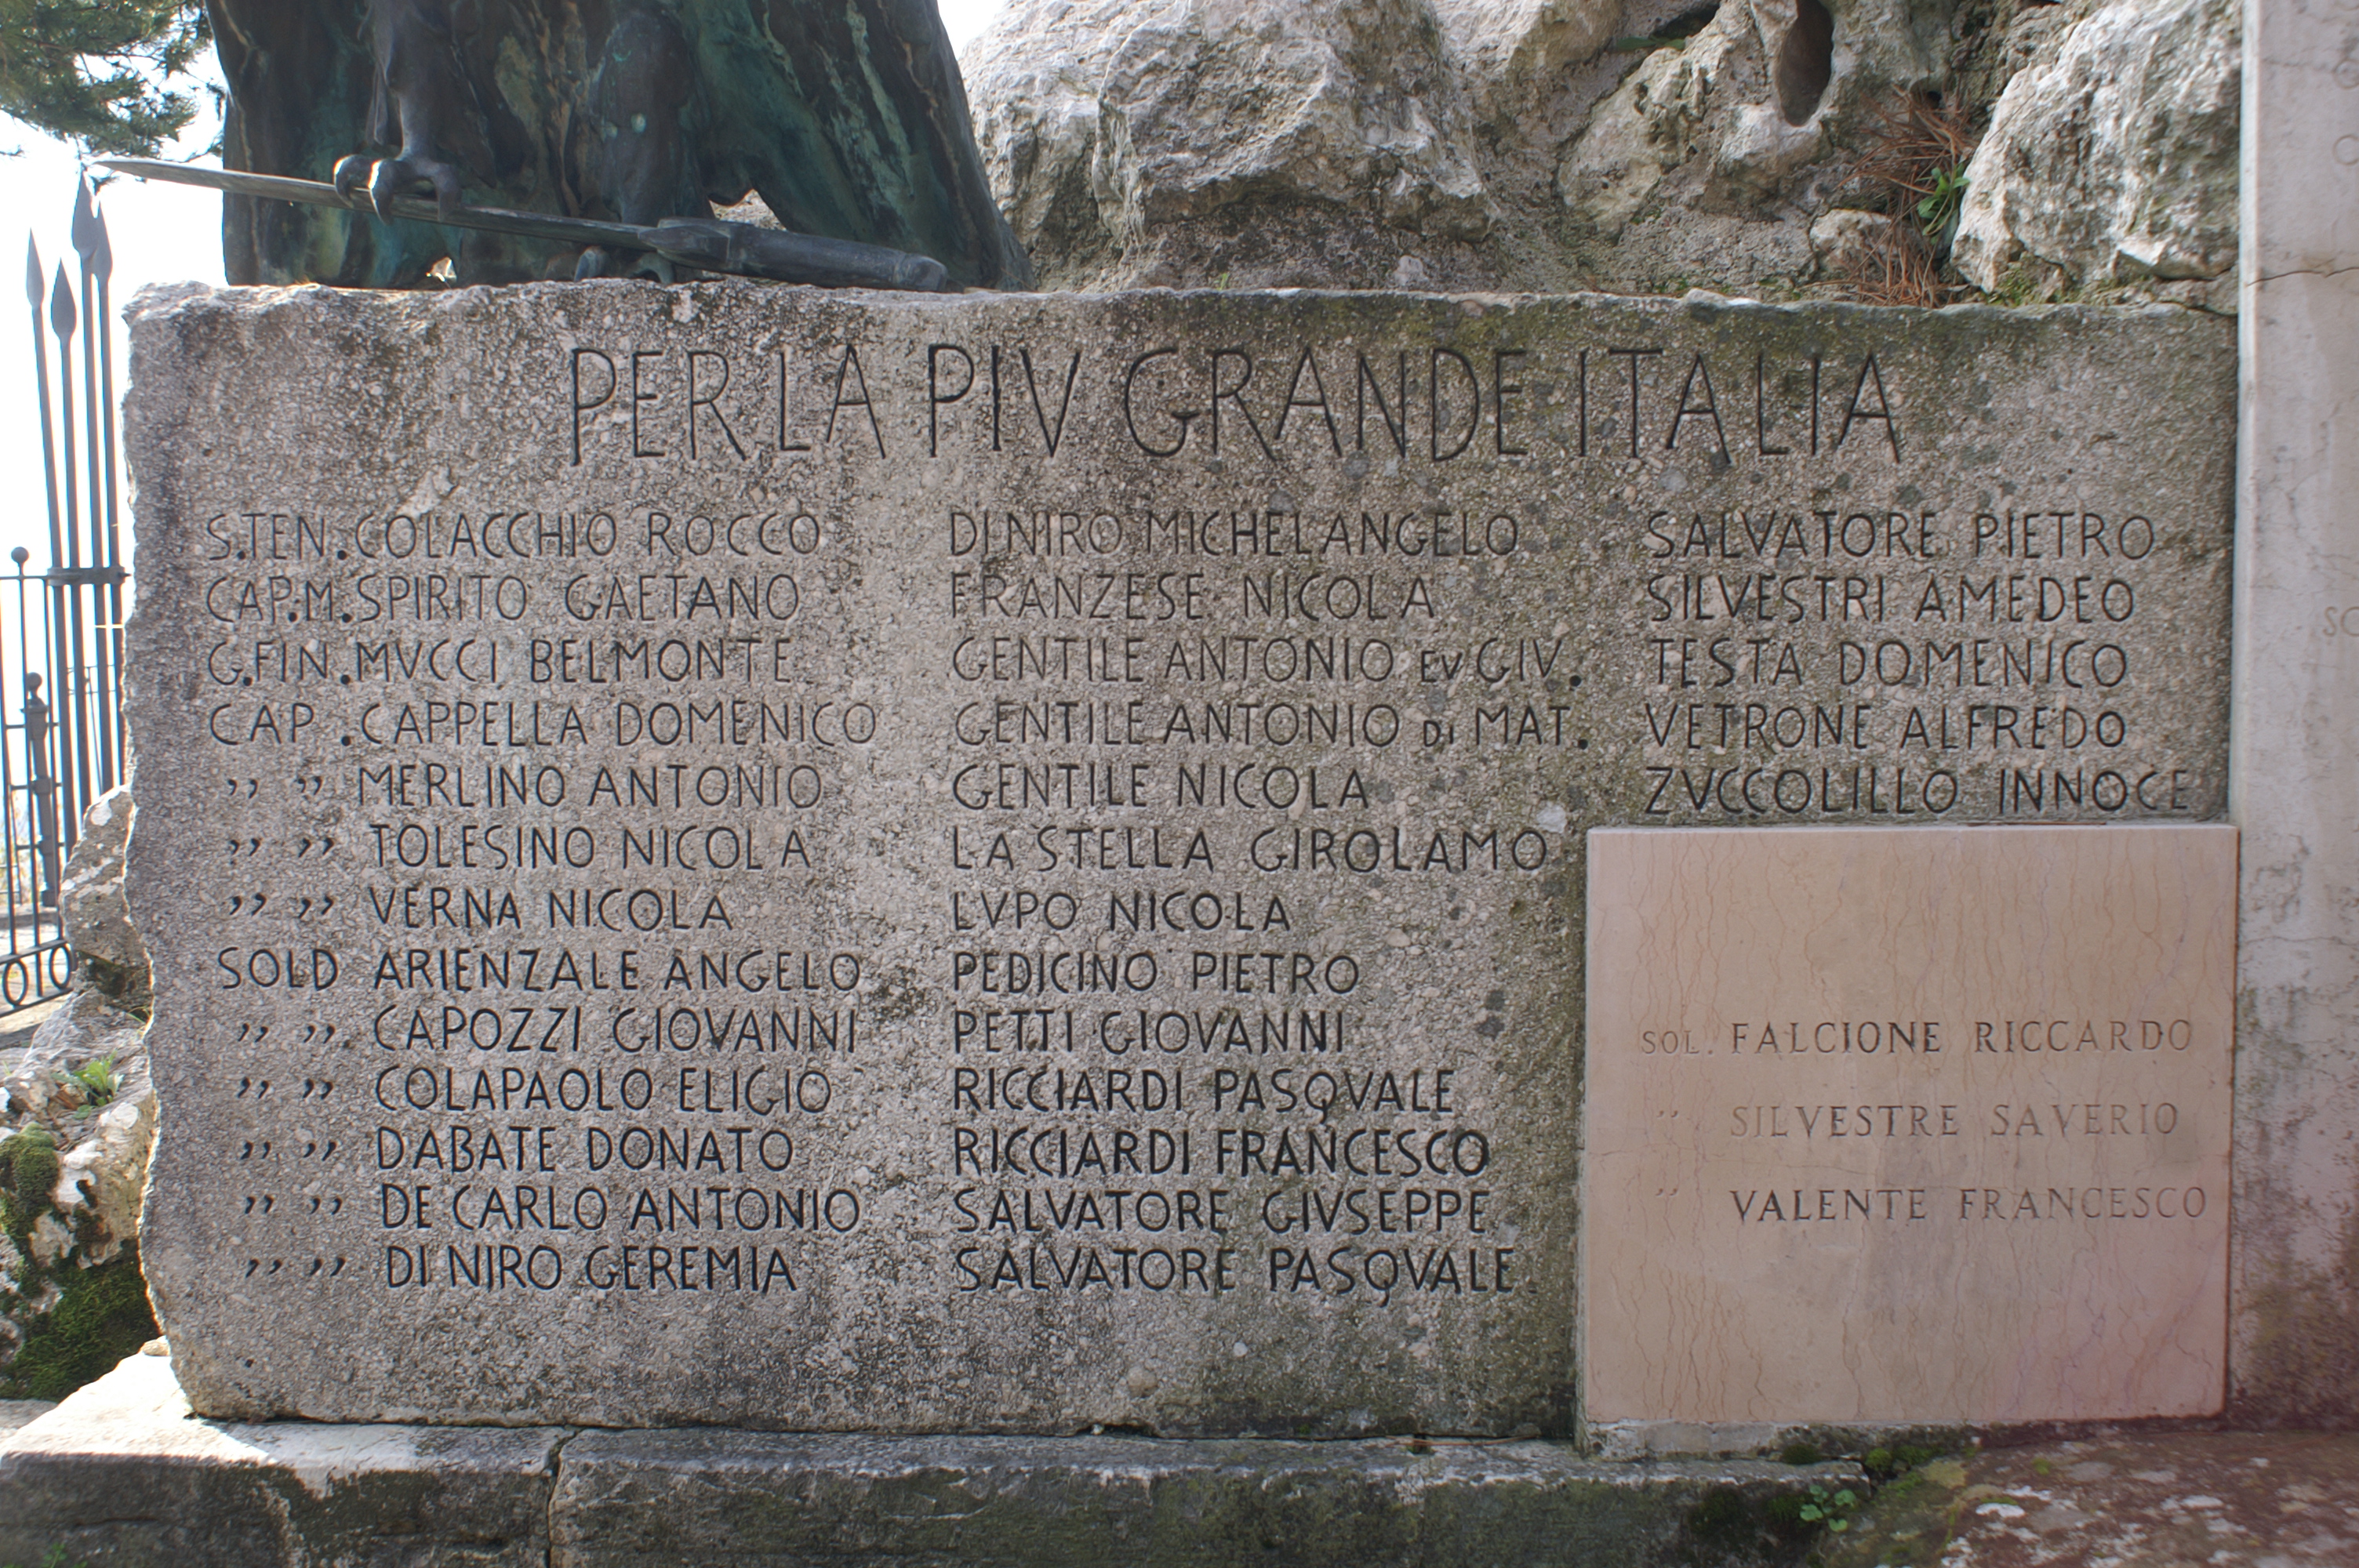 PER LA PIV GRANDE ITALIA
S.TEN. COLACCHIO ROCCO
CAP.M. SPIRITO GAETANO
G.FIN. MVCCI BELMONTE
CAP. CAPPELLA DOMENICO
,, ,, MERLINO ANTONIO
,, ,, TOLESINO NICOLA
,, ,, VERNA NICOLA
SOLD ARIENZALE ANGELO
,, ,, CAPOZZI GIOVANNI
,, ,, COLAPAOLO ELIGIO
,, ,, DABATE DONATO
,, ,, DE CARLO ANTONIO
,, ,, DI NIRO GEREMIA
DI NIRO MICHELANGELO
FRANZESE NICOLA
GENTILE ANTONIO FV GIV.
GENTILE ANTONIO DI MAT.
GENTILE NICOLA
LA STELLA GIROLAMO
LVPO NICOLA
PEDICINO PIETRO
PETTI GIOVANNI
RICCIARDI PASQVALE
RICCIARDI FRANCESCO
SALVATORE GIVSEPPE
SALVATORE PASQVALE
SALVATORE PIETRO
SILVESTRI AMEDEO
TESTA DOMENICO
VETRONE ALFREDO
ZVCCOLILLO INNOCE
SOL. FALCIONE RICCARDO
,, SILVESTRE SAVERIO
,, VALENTE FRANCESCO